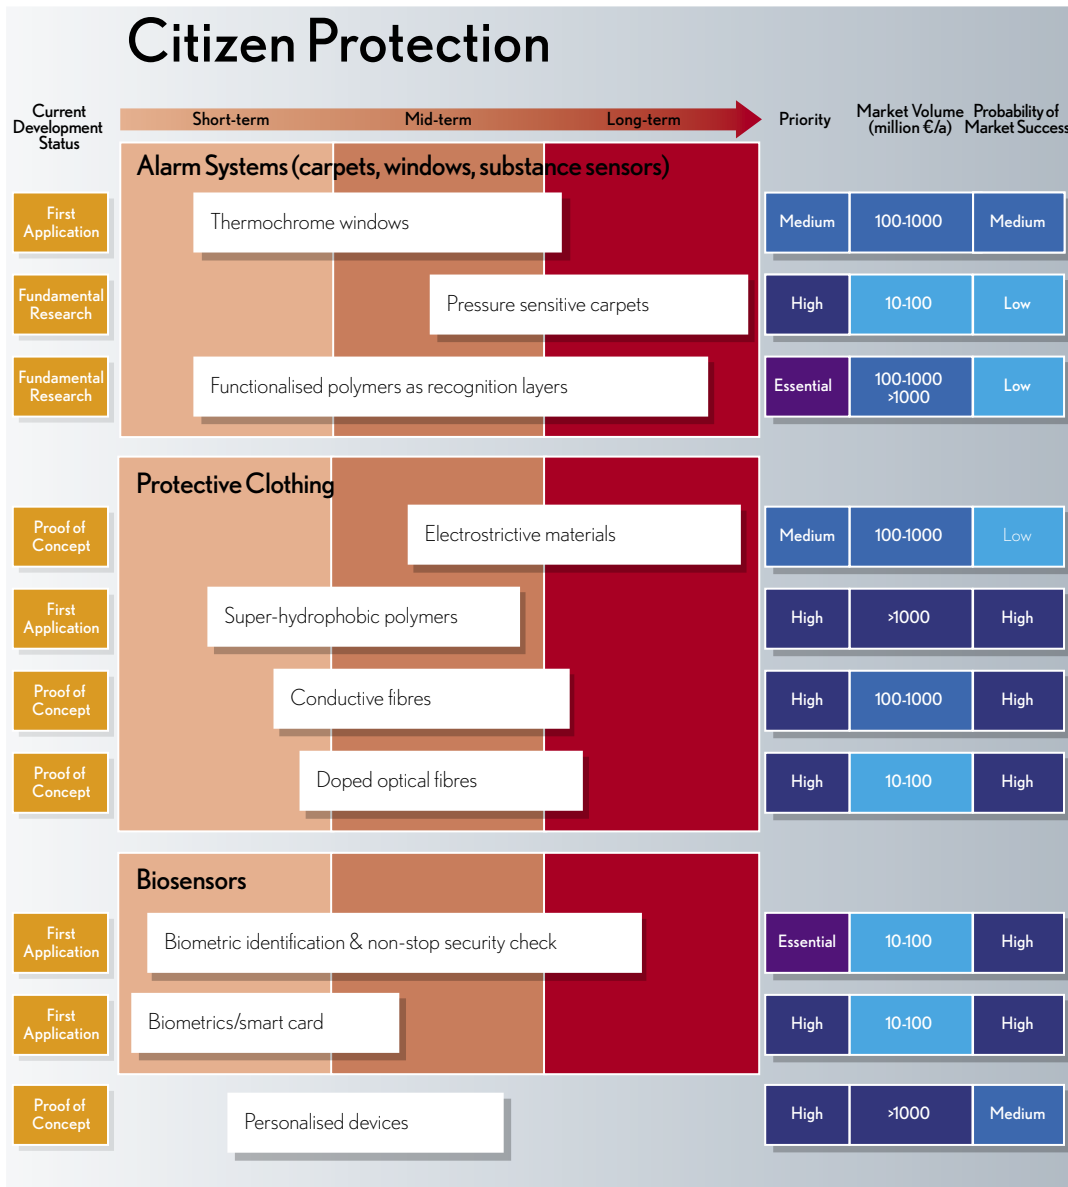 Citizen Protection
Current
Development
Status
Short-term
Mid-term
Long-term
Priority
Market Volume
(million €/a)
Probability of
Market Success
Alarm Systems (carpets, windows, substance sensors)
First
Application
Thermochrome windows
Medium
100-1000
Medium
Fundamental
Research
Pressure sensitive carpets
High
10-100
Low
Fundamental
Research
Functionalised polymers as recognition layers
Essential
100-1000
>1000
Low
Protective Clothing
Proof of
Concept
Electrostrictive materials
Medium
100-1000
Low
First
Application
Super-hydrophobic polymers
High
>1000
High
Proof of
Concept
Conductive fibres
High
100-1000
High
Proof of
Concept
Doped optical fibres
High
10-100
High
Biosensors
First
Application
Biometric identification & non-stop security check
Essential
10-100
High
First
Application
Biometrics/smart card
High
10-100
High
Proof of
Concept
Personalised devices
High
>1000
Medium